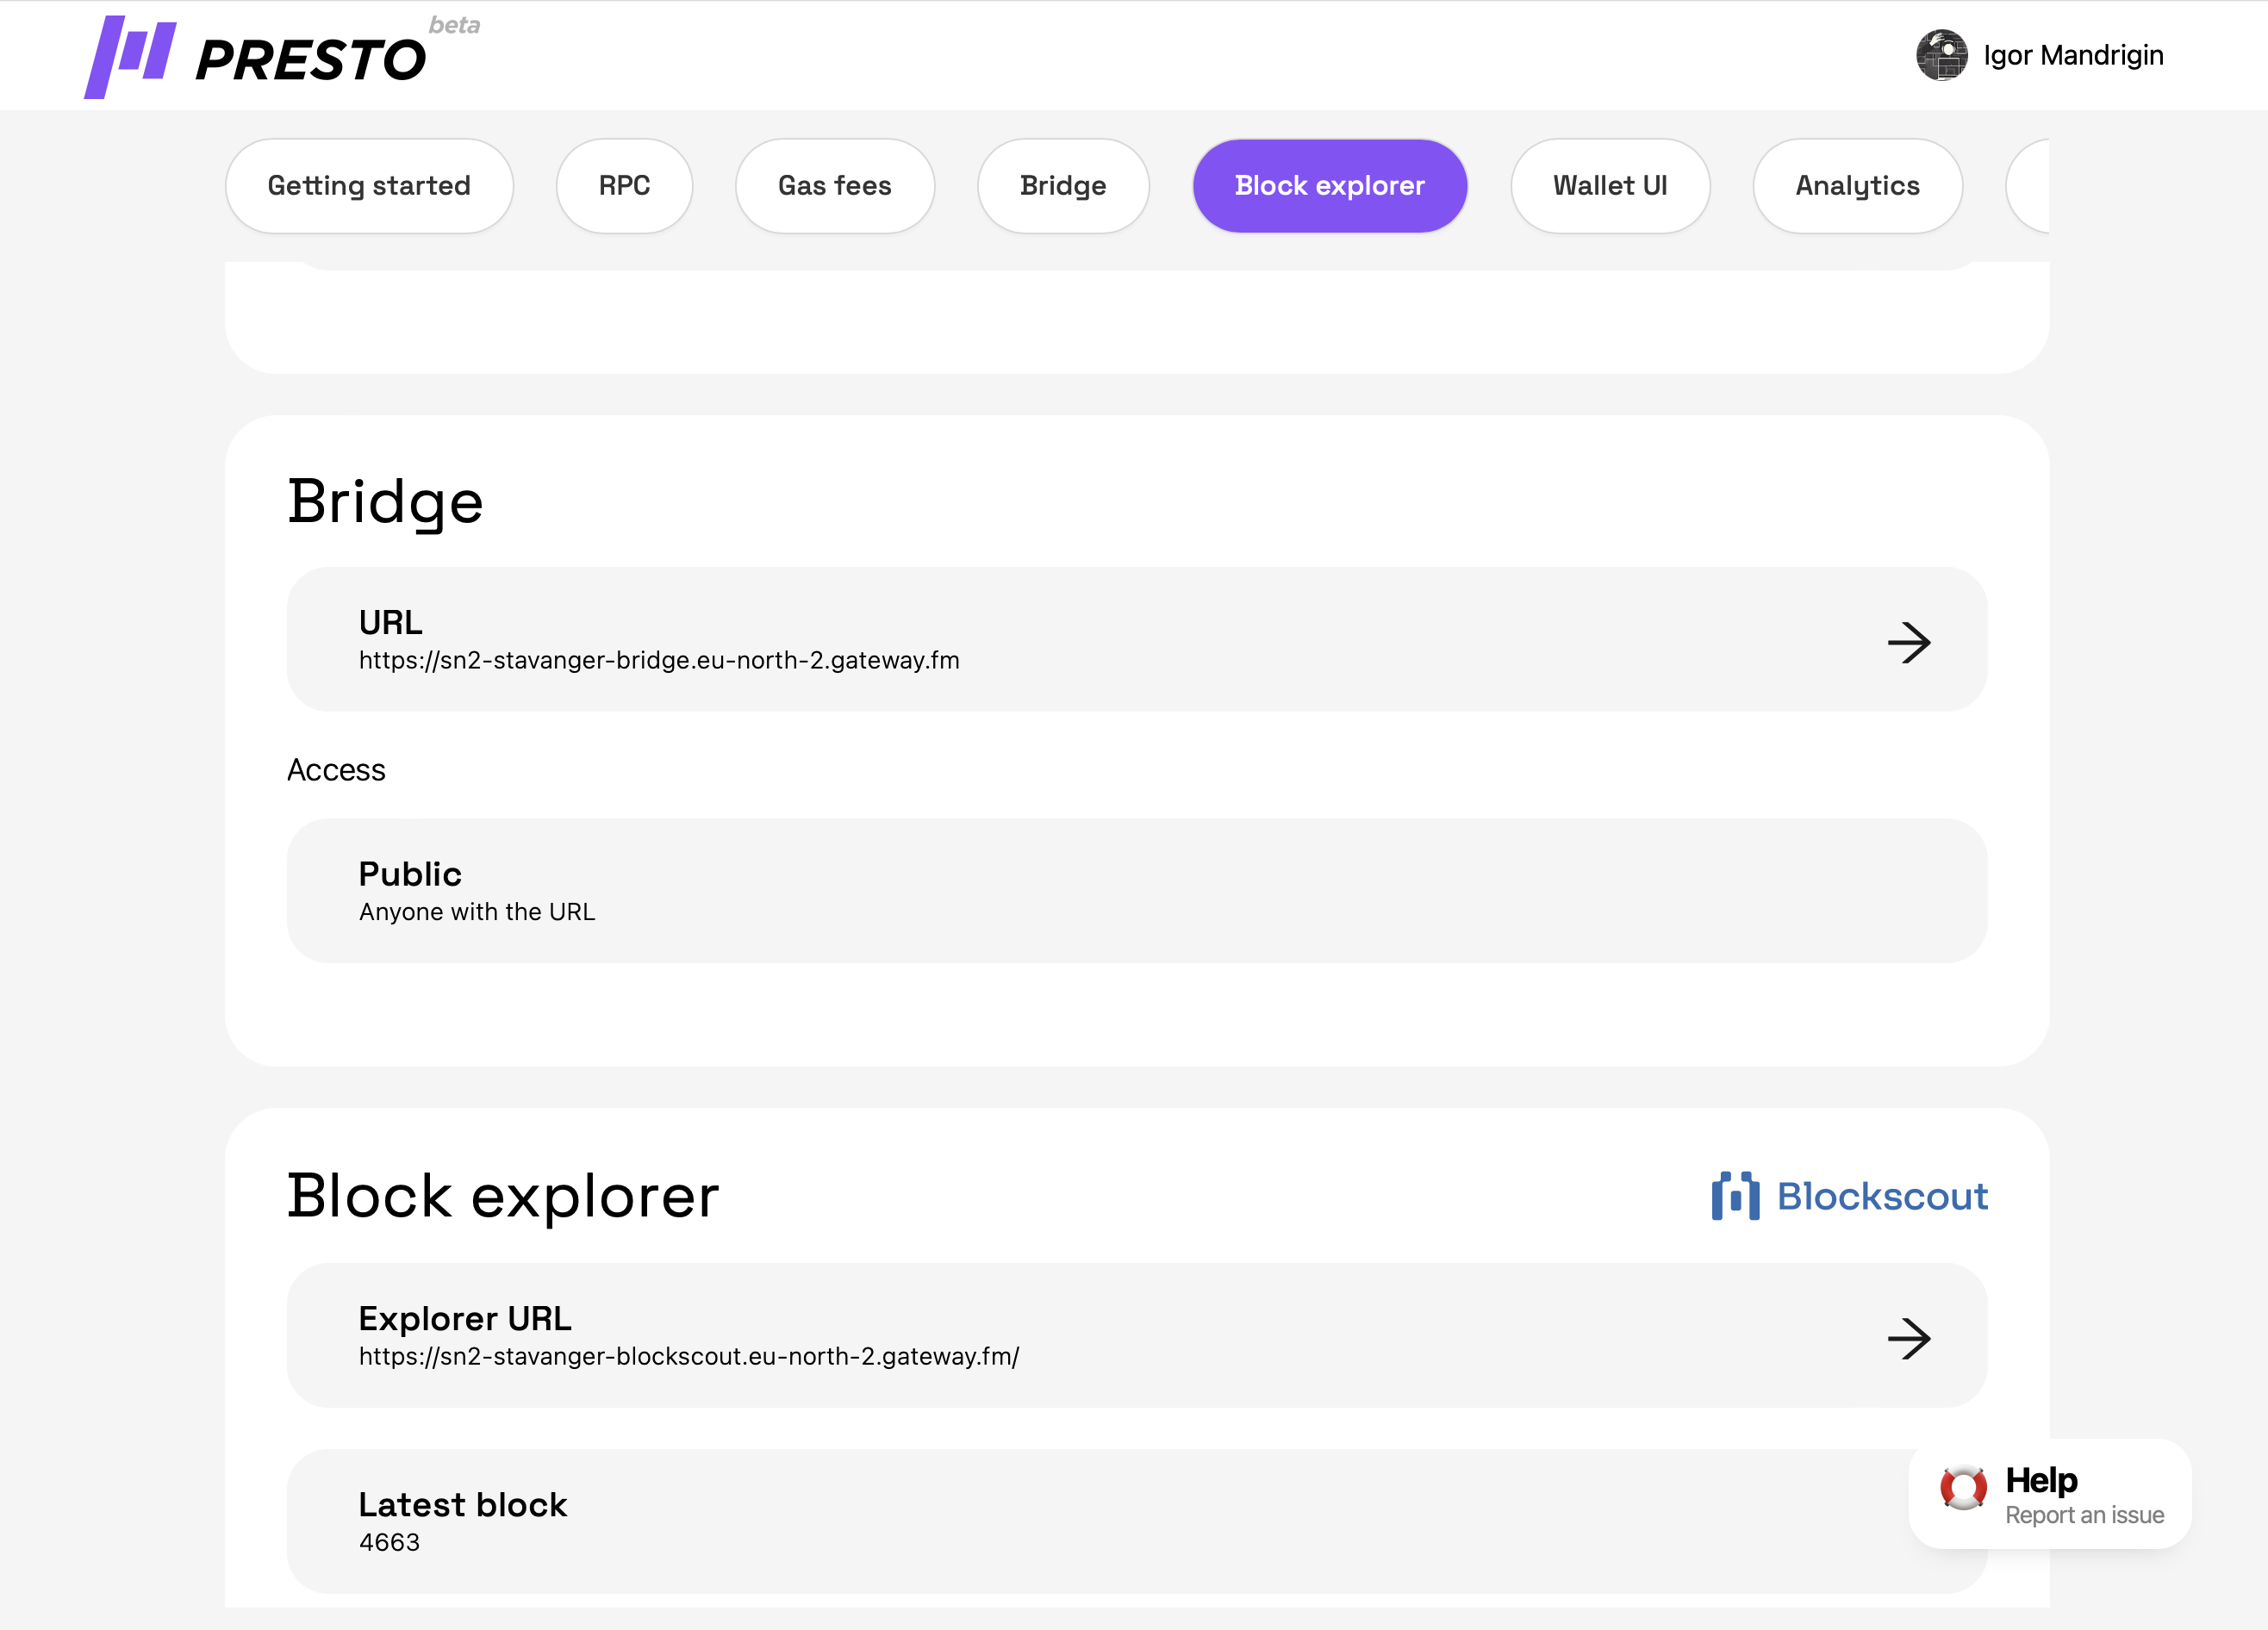 PRESTO beta
Igor Mandrigin
Getting started
RPC
Gas fees
Bridge
Block explorer
Wallet UI
Analytics
Bridge
URL
https://sn2-stavanger-bridge.eu-north-2.gateway.fm
Access
Public
Anyone with the URL
Block explorer
Blockscout
Explorer URL
https://sn2-stavanger-blockscout.eu-north-2.gateway.fm/
Latest block
4663
Help
Report an issue